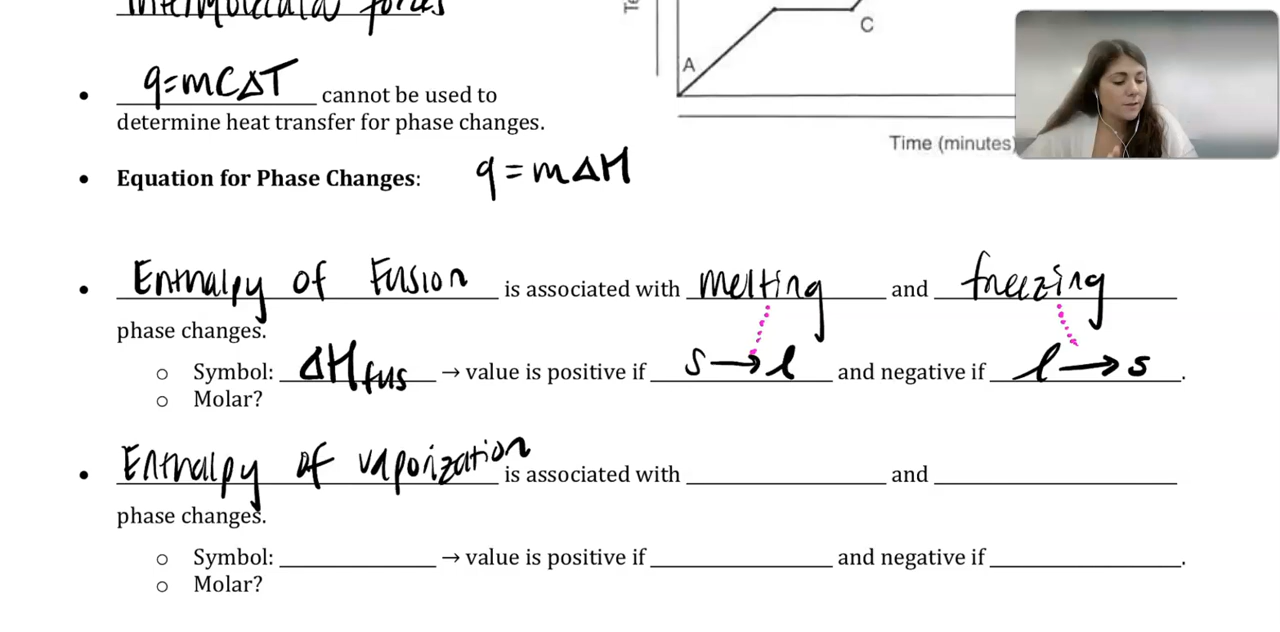 Intermolecular forces
q=mCΔT cannot be used to
determine heat transfer for phase changes.
Te
A
C
Time (minutes)
Equation for Phase Changes: q=mΔH
Enthalpy of Fusion is associated with melting and freezing
phase changes.
Symbol: ΔHfus → value is positive if s→l and negative if l→s.
Molar?
Enthalpy of vaporization is associated with and
phase changes.
Symbol: → value is positive if and negative if .
Molar?